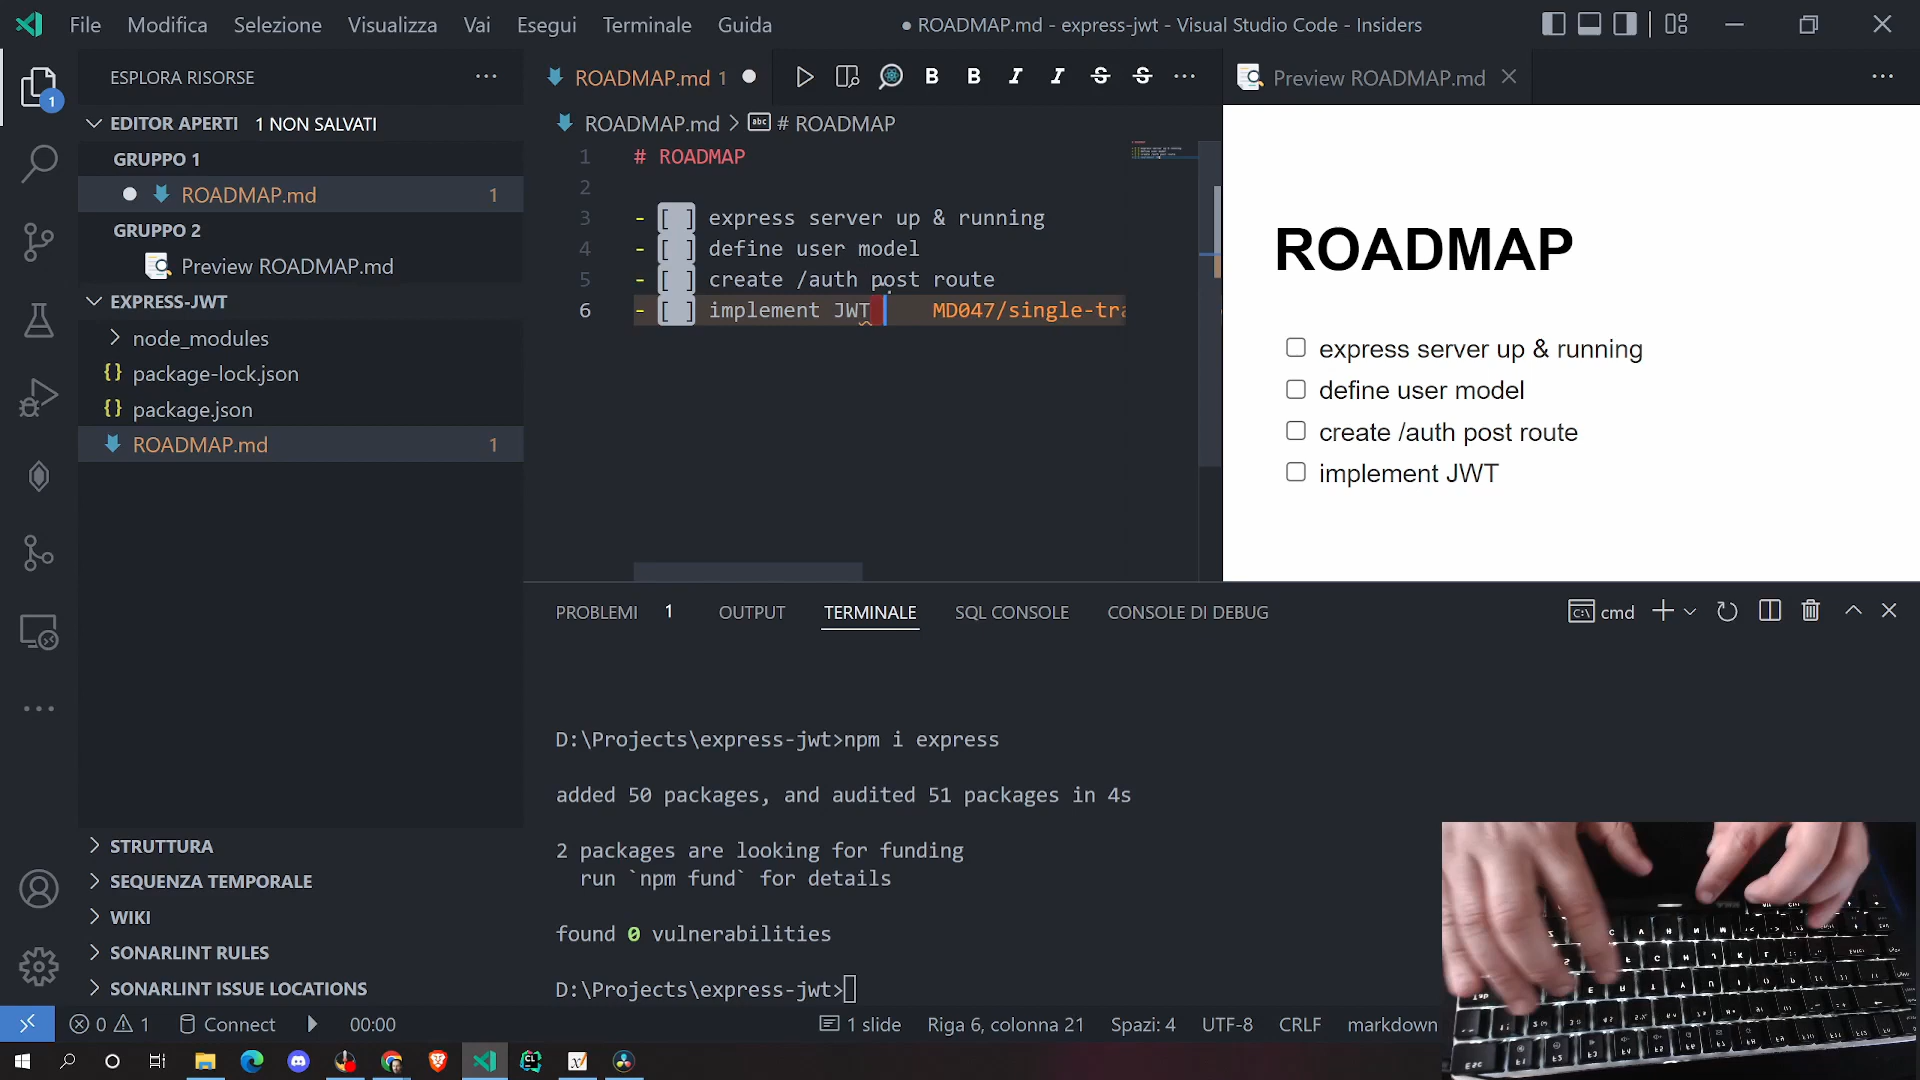 File Modifica Selezione Visualizza Vai Esegui Terminale Guida
● ROADMAP.md - express-jwt - Visual Studio Code - Insiders
ESPLORA RISORSE
EDITOR APERTI 1 NON SALVATI
GRUPPO 1
ROADMAP.md 1
GRUPPO 2
Preview ROADMAP.md
EXPRESS-JWT
node_modules
package-lock.json
package.json
ROADMAP.md 1
STRUTTURA
SEQUENZA TEMPORALE
WIKI
SONARLINT RULES
SONARLINT ISSUE LOCATIONS
ROADMAP.md 1
ROADMAP.md > # ROADMAP
1 # ROADMAP
2
3 - [ ] express server up & running
4 - [ ] define user model
5 - [ ] create /auth post route
6 - [ ] implement JWT MD047/single-tra
Preview ROADMAP.md
ROADMAP
express server up & running
define user model
create /auth post route
implement JWT
PROBLEMI 1 OUTPUT TERMINALE SQL CONSOLE CONSOLE DI DEBUG
cmd
D:\Projects\express-jwt>npm i express
added 50 packages, and audited 51 packages in 4s
2 packages are looking for funding
run `npm fund` for details
found 0 vulnerabilities
D:\Projects\express-jwt>
0 1 Connect 00:00
1 slide Riga 6, colonna 21 Spazi: 4 UTF-8 CRLF markdown